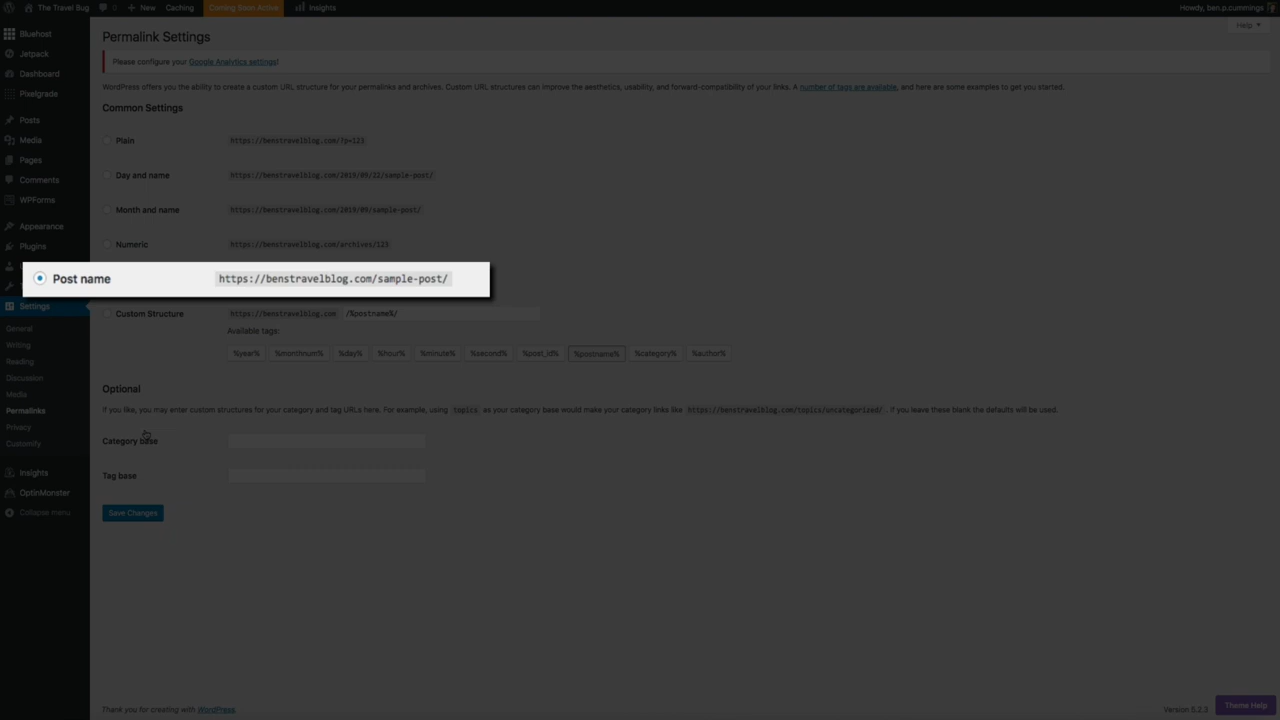 The Travel Bug 0 New Caching Coming Soon Active Insights Howdy, ben.p.cummings
Help
Bluehost
Jetpack
Dashboard
Pixelgrade
Posts
Media
Pages
Comments
WPForms
Appearance
Plugins
Settings
General
Writing
Reading
Discussion
Media
Permalinks
Privacy
Customify
Insights
OptinMonster
Collapse menu
Permalink Settings
Please configure your Google Analytics settings!
WordPress offers you the ability to create a custom URL structure for your permalinks and archives. Custom URL structures can improve the aesthetics, usability, and forward-compatibility of your links. A number of tags are available, and here are some examples to get you started.
Common Settings
Plain https://benstravelblog.com/?p=123
Day and name https://benstravelblog.com/2019/09/22/sample-post/
Month and name https://benstravelblog.com/2019/09/sample-post/
Numeric https://benstravelblog.com/archives/123
Post name https://benstravelblog.com/sample-post/
Custom Structure https://benstravelblog.com /%postname%/
Available tags:
%year% %monthnum% %day% %hour% %minute% %second% %post_id% %postname% %category% %author%
Optional
If you like, you may enter custom structures for your category and tag URLs here. For example, using topics as your category base would make your category links like https://benstravelblog.com/topics/uncategorized/ . If you leave these blank the defaults will be used.
Category base
Tag base
Save Changes
Thank you for creating with WordPress.
Version 5.2.3
Theme Help